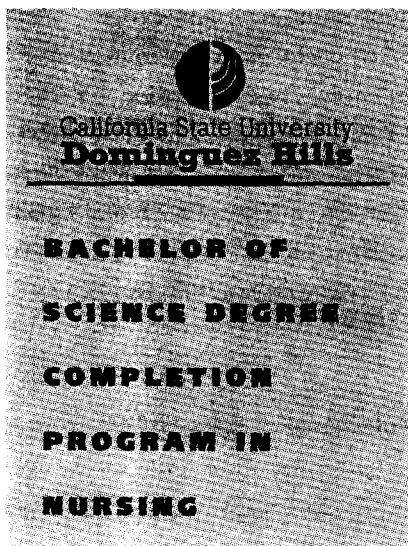 California State University
Dominguez Hills
BACHELOR OF
SCIENCE DEGREE
COMPLETION
PROGRAM IN
NURSING